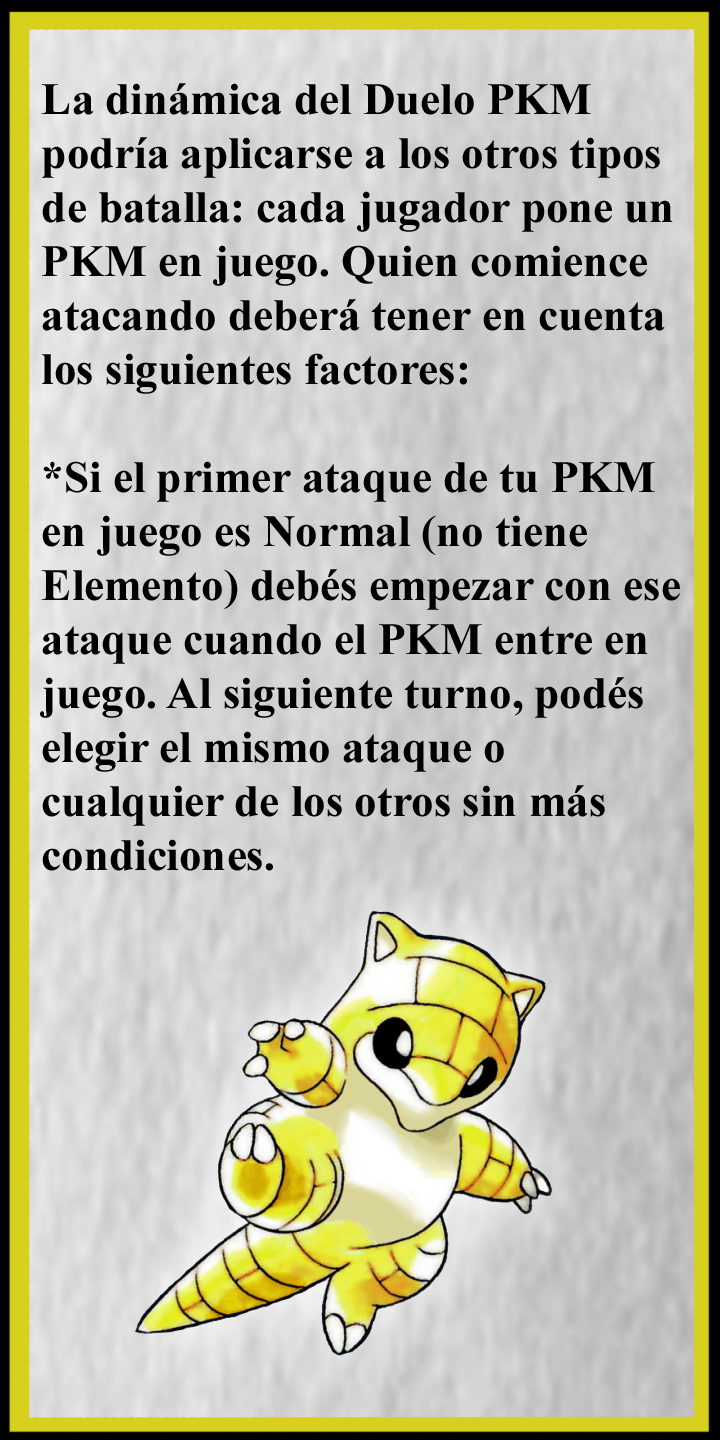 La dinámica del Duelo PKM
podría aplicarse a los otros tipos
de batalla: cada jugador pone un
PKM en juego. Quien comience
atacando deberá tener en cuenta
los siguientes factores:
*Si el primer ataque de tu PKM
en juego es Normal (no tiene
Elemento) debés empezar con ese
ataque cuando el PKM entre en
juego. Al siguiente turno, podés
elegir el mismo ataque o
cualquier de los otros sin más
condiciones.